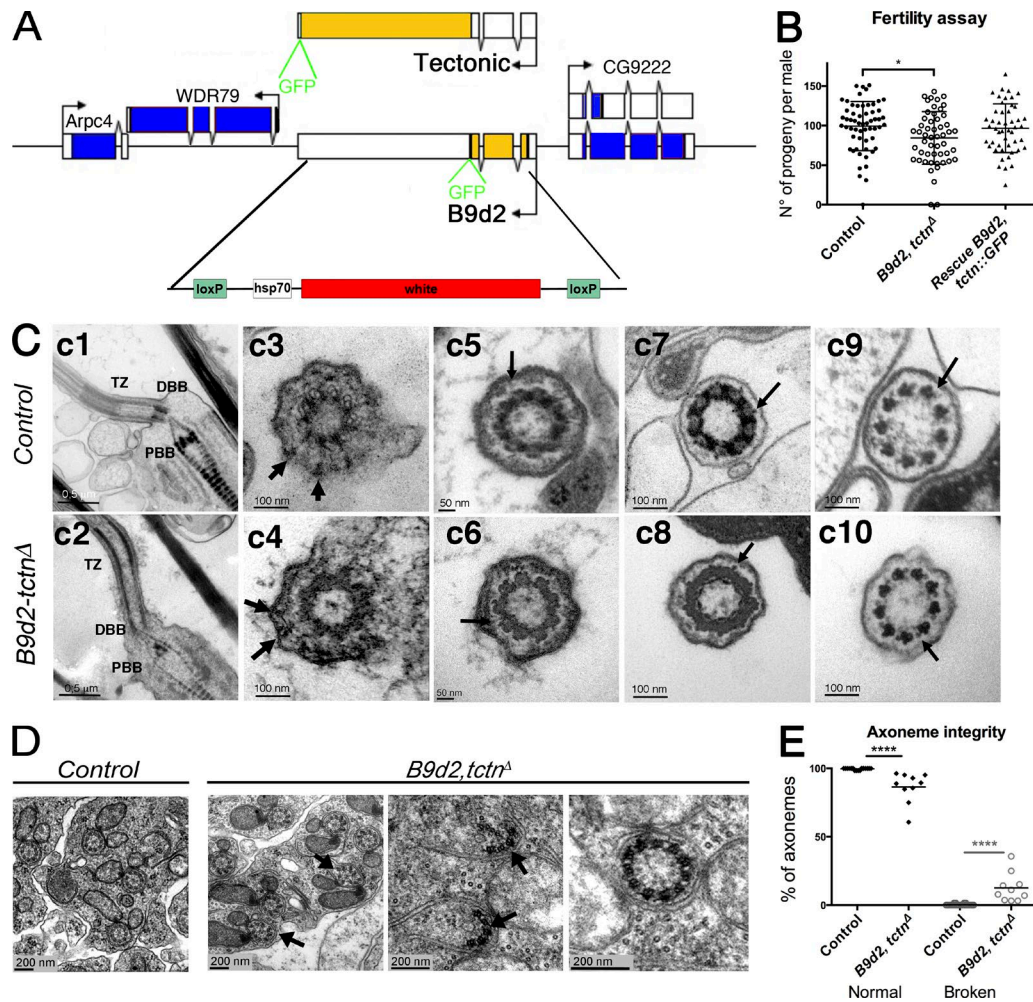 A
Tectonic
GFP
CG9222
WDR79
Arpc4
GFP
B9d2
loxP
hsp70
white
loxP
B
Fertility assay
*
N° of progeny per male
150
100
50
0
Control
B9d2, tctnΔ
Rescue B9d2,
tctn::GFP
C
Control
c1
TZ
DBB
PBB
0,5 µm
c3
100 nm
c5
50 nm
c7
100 nm
c9
100 nm
B9d2-tctnΔ
c2
TZ
DBB
PBB
0,5 µm
c4
100 nm
c6
50 nm
c8
100 nm
c10
100 nm
D
Control
B9d2,tctnΔ
200 nm
200 nm
200 nm
200 nm
E
Axoneme integrity
****
****
% of axonemes
100
50
0
Control
B9d2, tctnΔ
Control
B9d2, tctnΔ
Normal
Broken